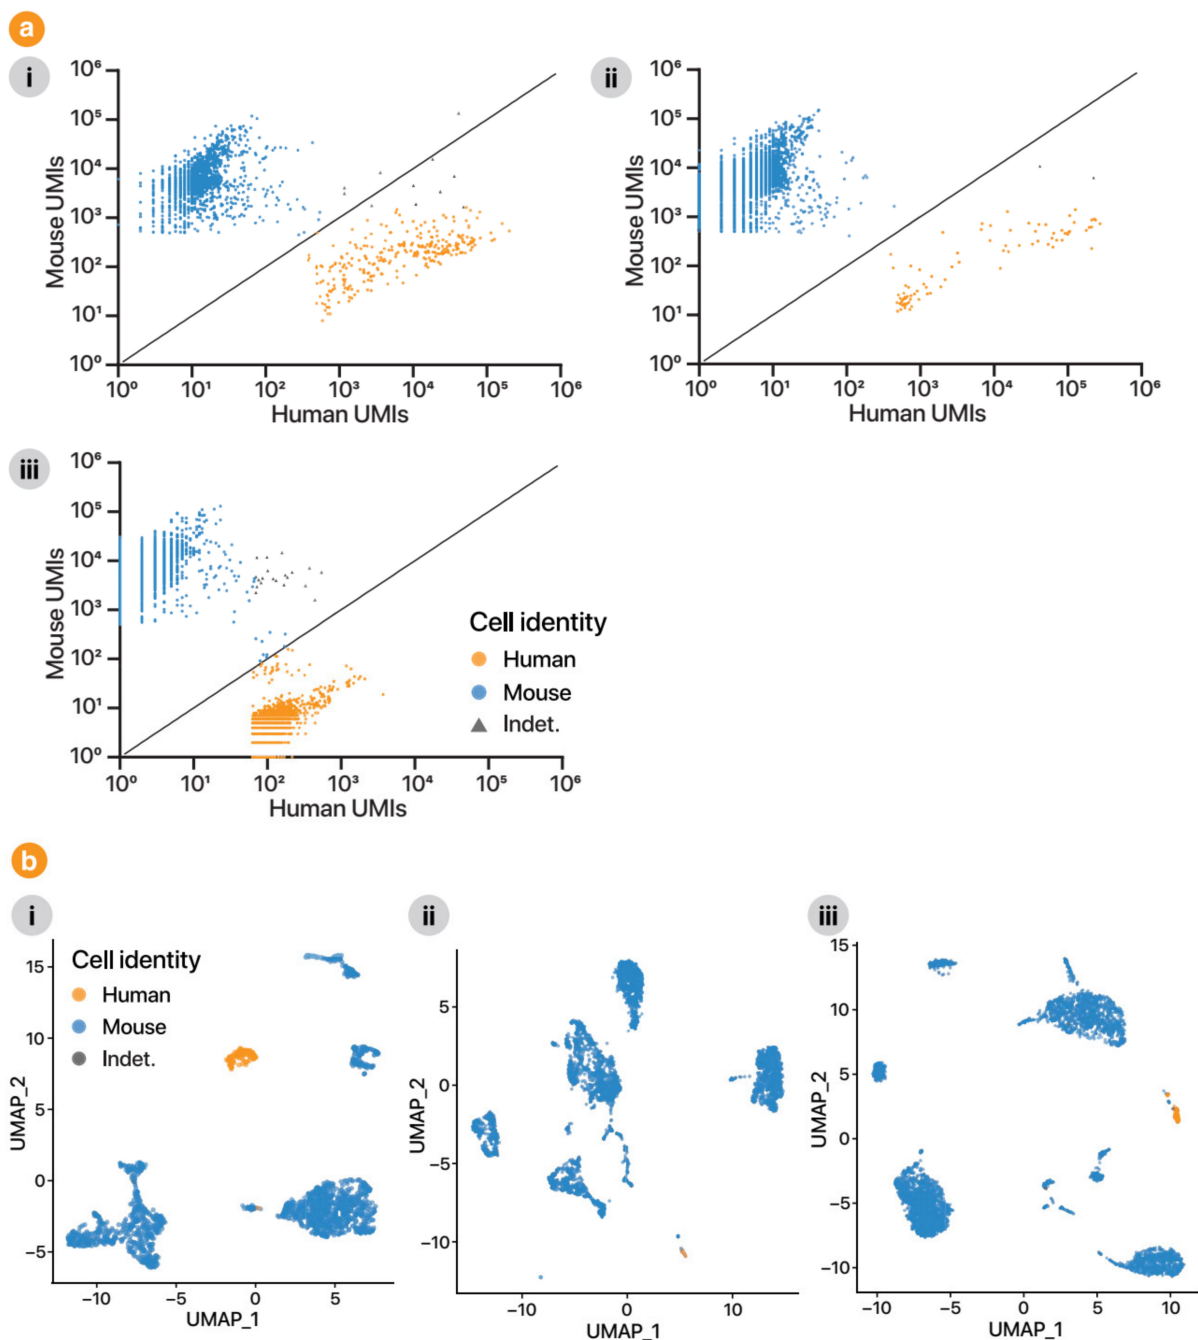 a
i
10⁶
10⁵
10⁴
10³
10²
10¹
10⁰
Mouse UMIs
10⁰ 10¹ 10² 10³ 10⁴ 10⁵ 10⁶
Human UMIs
ii
10⁶
10⁵
10⁴
10³
10²
10¹
10⁰
Mouse UMIs
10⁰ 10¹ 10² 10³ 10⁴ 10⁵ 10⁶
Human UMIs
iii
10⁶
10⁵
10⁴
10³
10²
10¹
10⁰
Mouse UMIs
10⁰ 10¹ 10² 10³ 10⁴ 10⁵ 10⁶
Human UMIs
Cell identity
Human
Mouse
Indet.
b
i
Cell identity
Human
Mouse
Indet.
15
10
5
0
−5
UMAP_2
−10 −5 0 5
UMAP_1
ii
5
0
−5
−10
UMAP_2
−10 0 10
UMAP_1
iii
15
10
5
0
−5
−10
UMAP_2
−10 −5 0 5 10
UMAP_1